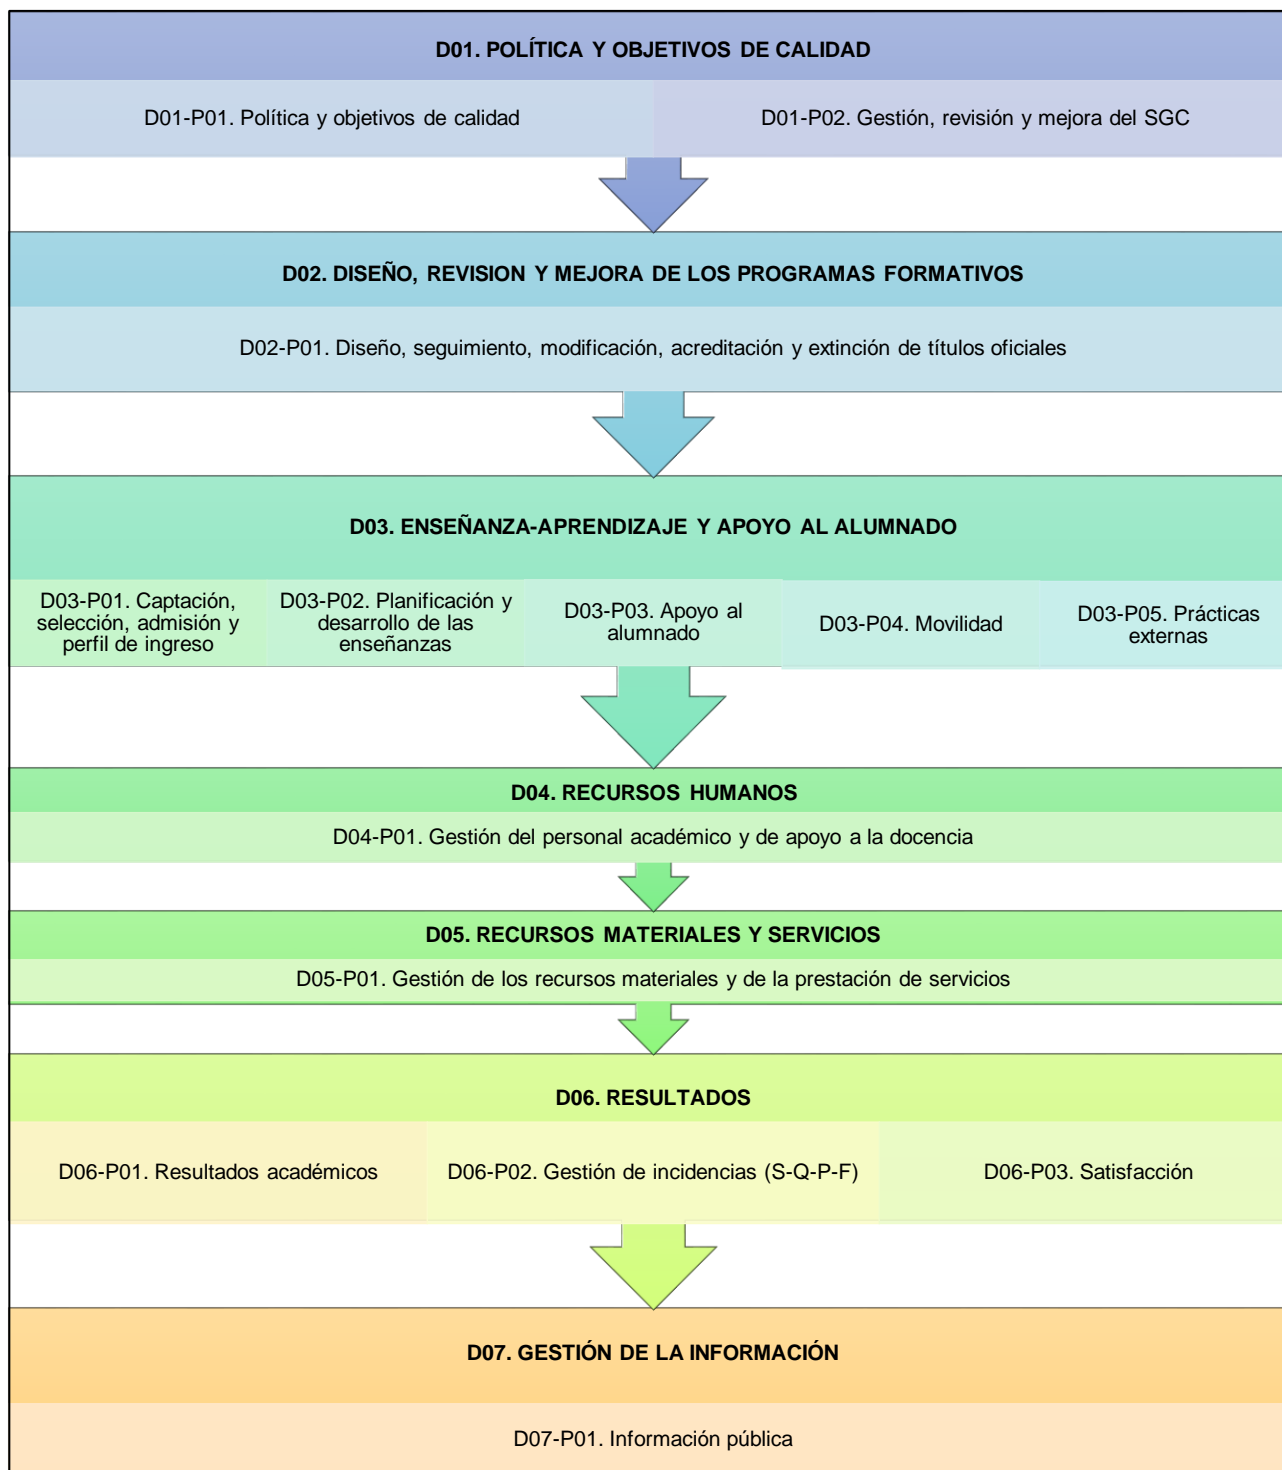 D01. POLÍTICA Y OBJETIVOS DE CALIDAD
D01-P01. Política y objetivos de calidad
D01-P02. Gestión, revisión y mejora del SGC
D02. DISEÑO, REVISION Y MEJORA DE LOS PROGRAMAS FORMATIVOS
D02-P01. Diseño, seguimiento, modificación, acreditación y extinción de títulos oficiales
D03. ENSEÑANZA-APRENDIZAJE Y APOYO AL ALUMNADO
D03-P01. Captación,
selección, admisión y
perfil de ingreso
D03-P02. Planificación y
desarrollo de las
enseñanzas
D03-P03. Apoyo al
alumnado
D03-P04. Movilidad
D03-P05. Prácticas
externas
D04. RECURSOS HUMANOS
D04-P01. Gestión del personal académico y de apoyo a la docencia
D05. RECURSOS MATERIALES Y SERVICIOS
D05-P01. Gestión de los recursos materiales y de la prestación de servicios
D06. RESULTADOS
D06-P01. Resultados académicos
D06-P02. Gestión de incidencias (S-Q-P-F)
D06-P03. Satisfacción
D07. GESTIÓN DE LA INFORMACIÓN
D07-P01. Información pública